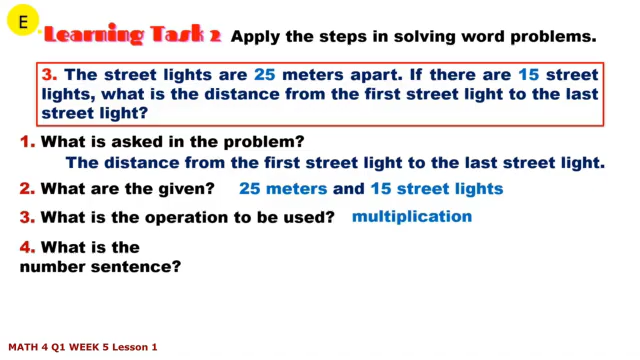 E
Learning Task 2 Apply the steps in solving word problems.
3. The street lights are 25 meters apart. If there are 15 street
lights, what is the distance from the first street light to the last
street light?
1. What is asked in the problem?
The distance from the first street light to the last street light.
2. What are the given? 25 meters and 15 street lights
3. What is the operation to be used? multiplication
4. What is the
number sentence?
MATH 4 Q1 WEEK 5 Lesson 1